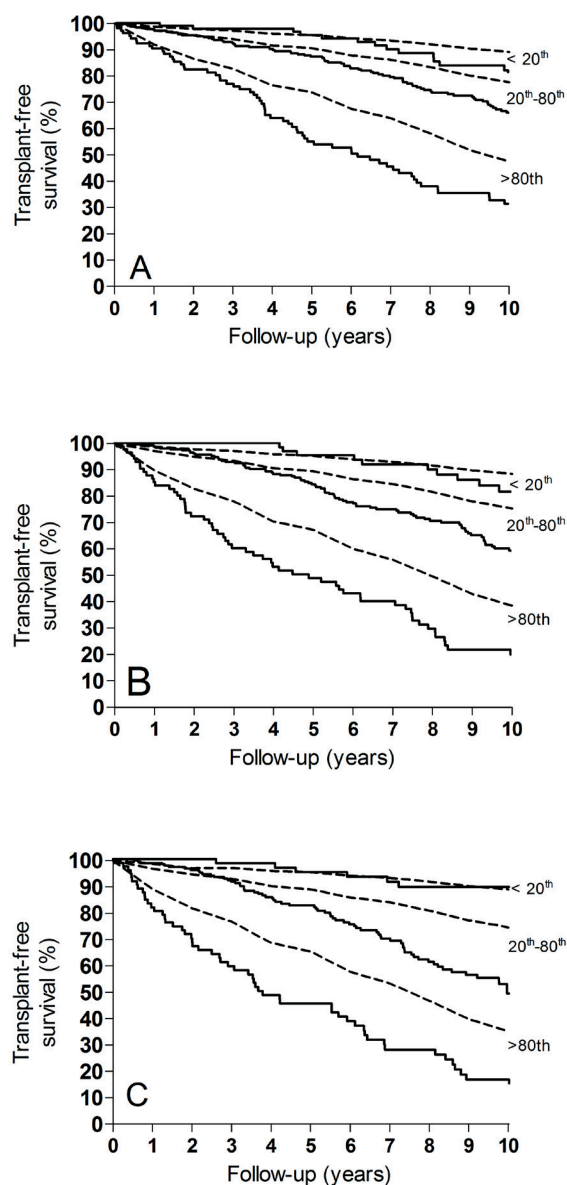 Transplant-free
survival (%)
100
90
80
70
60
50
40
30
20
10
0
< 20th
20th-80th
>80th
A
0 1 2 3 4 5 6 7 8 9 10
Follow-up (years)
Transplant-free
survival (%)
100
90
80
70
60
50
40
30
20
10
0
< 20th
20th-80th
>80th
B
0 1 2 3 4 5 6 7 8 9 10
Follow-up (years)
Transplant-free
survival (%)
100
90
80
70
60
50
40
30
20
10
0
< 20th
20th-80th
>80th
C
0 1 2 3 4 5 6 7 8 9 10
Follow-up (years)